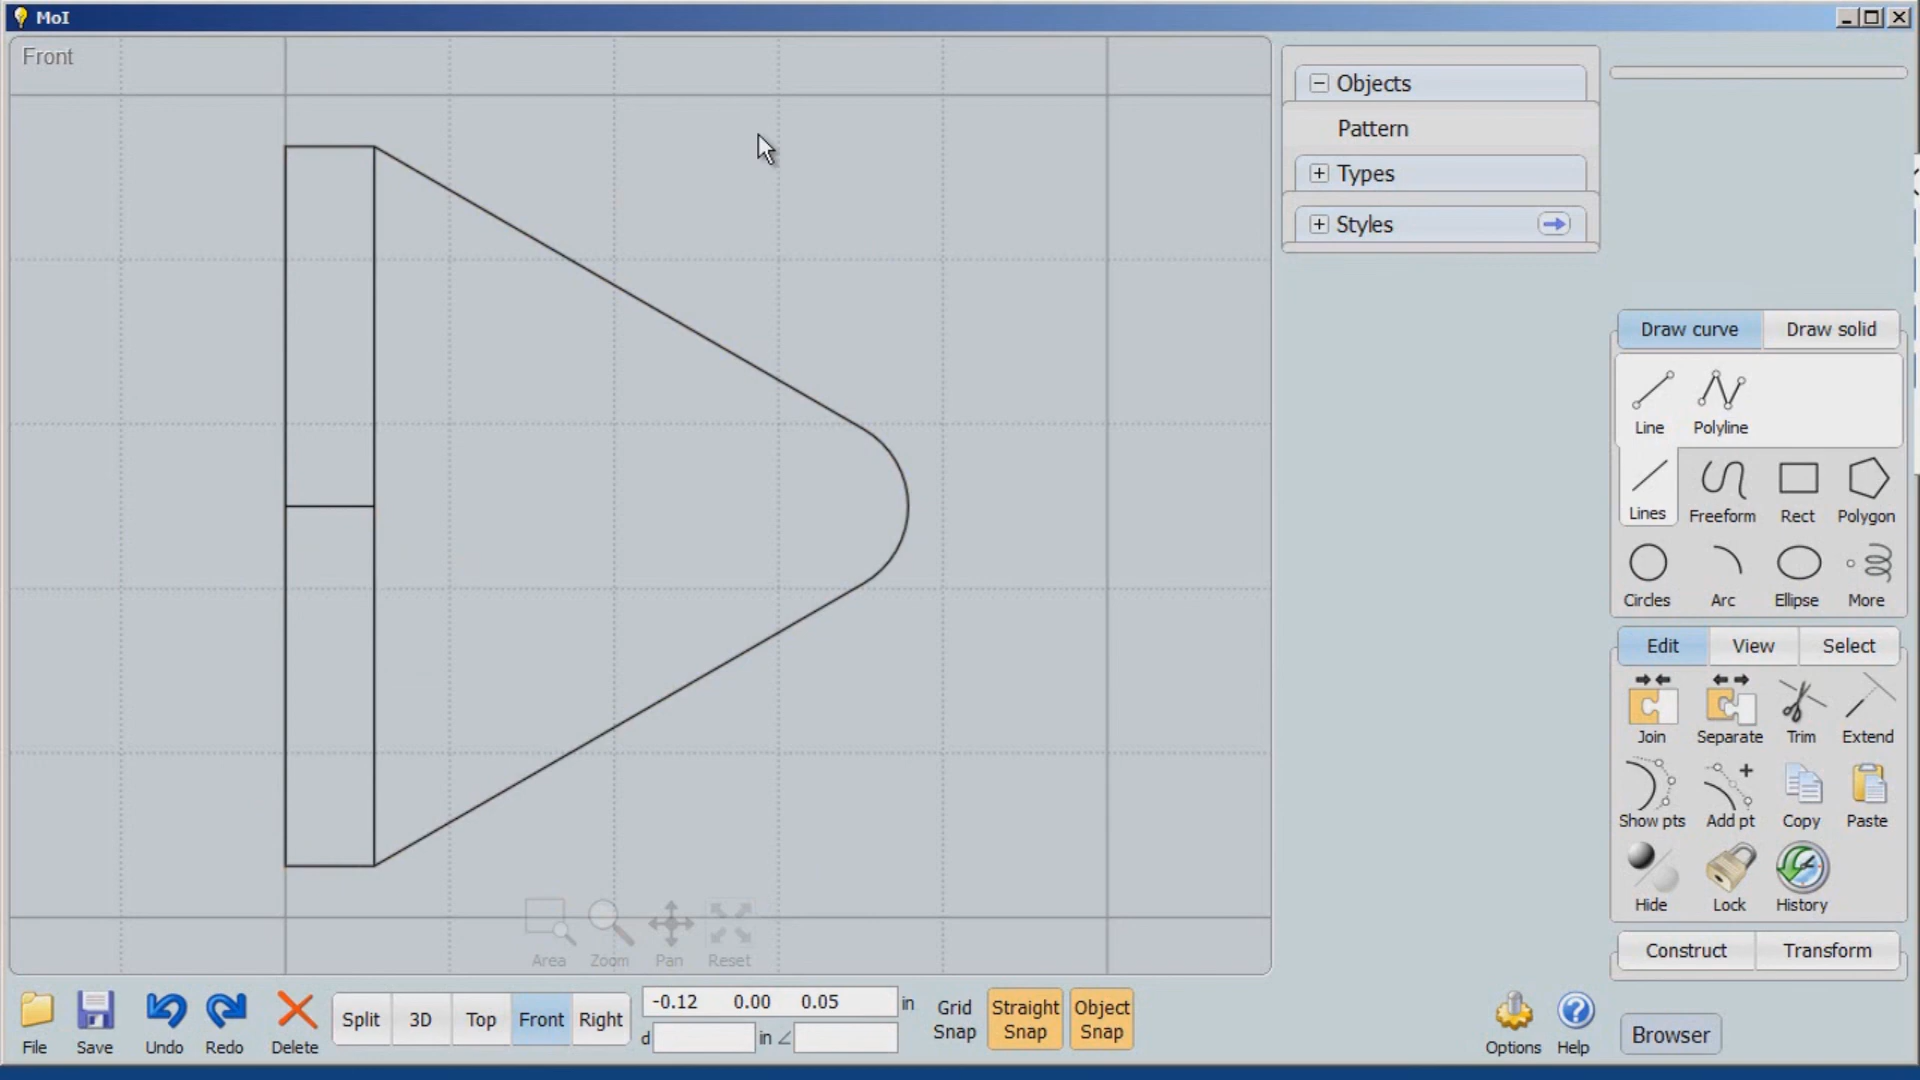 MoI
Front
Objects
Pattern
Types
Styles
Draw curve Draw solid
Line Polyline
Lines Freeform Rect Polygon
Circles Arc Ellipse More
Edit View Select
Join Separate Trim Extend
Show pts Add pt Copy Paste
Hide Lock History
Construct Transform
Area Zoom Pan Reset
File Save Undo Redo Delete
Split 3D Top Front Right
-0.12 0.00 0.05 in
d in ∠
Grid Snap
Straight Snap
Object Snap
Options Help
Browser